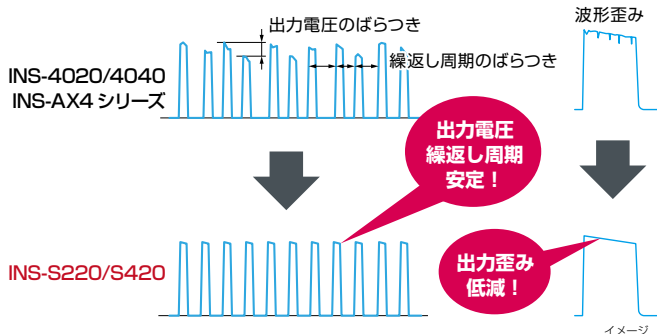 出力電圧のばらつき
波形歪み
繰返し周期のばらつき
INS-4020/4040
INS-AX4 シリーズ
出力電圧
繰返し周期
安定！
INS-S220/S420
出力歪み
低減！
イメージ